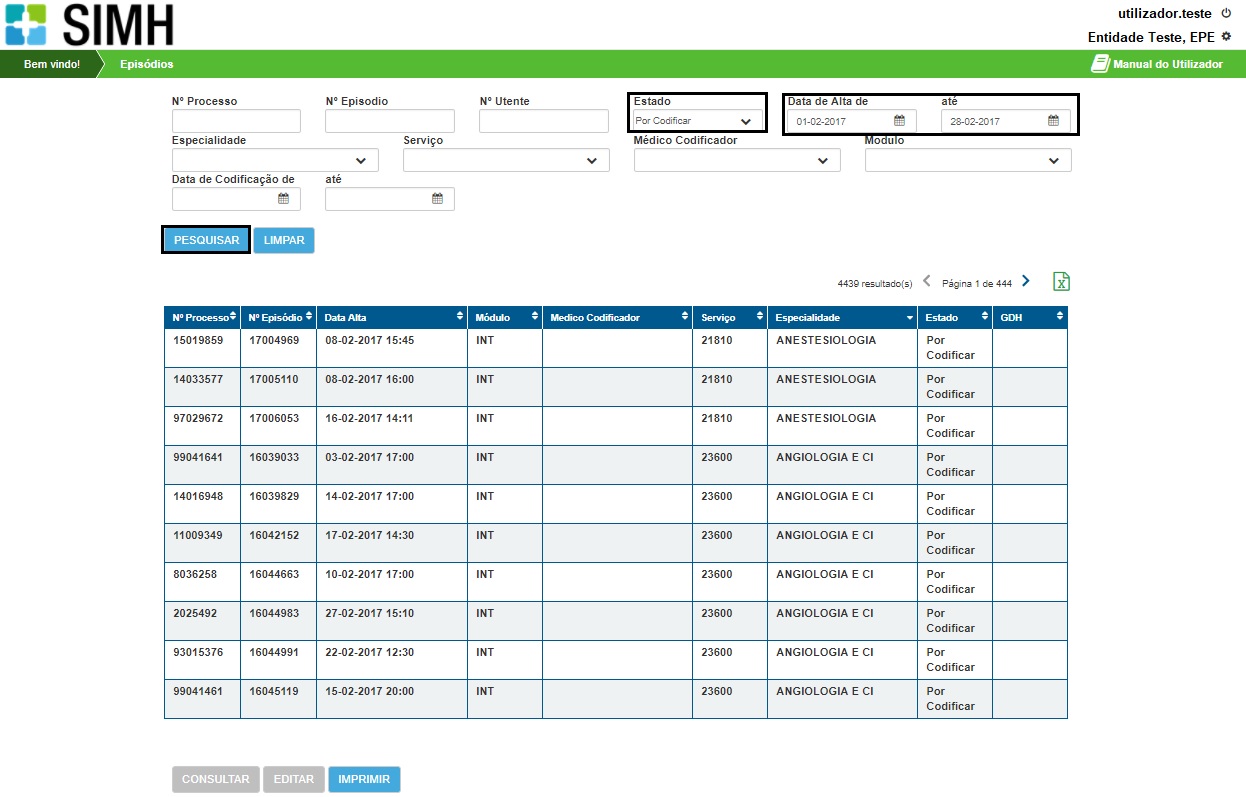 SIMH
utilizador.teste
Entidade Teste, EPE
Bem vindo! Episódios Manual do Utilizador
Nº Processo Nº Episodio Nº Utente Estado Data de Alta de até
Por Codificar 01-02-2017 28-02-2017
Especialidade Serviço Médico Codificador Modulo
Data de Codificação de até
PESQUISAR LIMPAR
4439 resultado(s) Página 1 de 444
Nº Processo Nº Episódio Data Alta Módulo Medico Codificador Serviço Especialidade Estado GDH
15019859 17004969 08-02-2017 15:45 INT 21810 ANESTESIOLOGIA Por
Codificar
14033577 17005110 08-02-2017 16:00 INT 21810 ANESTESIOLOGIA Por
Codificar
97029672 17006053 16-02-2017 14:11 INT 21810 ANESTESIOLOGIA Por
Codificar
99041641 16039033 03-02-2017 17:00 INT 23600 ANGIOLOGIA E CI Por
Codificar
14016948 16039829 14-02-2017 17:00 INT 23600 ANGIOLOGIA E CI Por
Codificar
11009349 16042152 17-02-2017 14:30 INT 23600 ANGIOLOGIA E CI Por
Codificar
8036258 16044663 10-02-2017 17:00 INT 23600 ANGIOLOGIA E CI Por
Codificar
2025492 16044983 27-02-2017 15:10 INT 23600 ANGIOLOGIA E CI Por
Codificar
93015376 16044991 22-02-2017 12:30 INT 23600 ANGIOLOGIA E CI Por
Codificar
99041461 16045119 15-02-2017 20:00 INT 23600 ANGIOLOGIA E CI Por
Codificar
CONSULTAR EDITAR IMPRIMIR